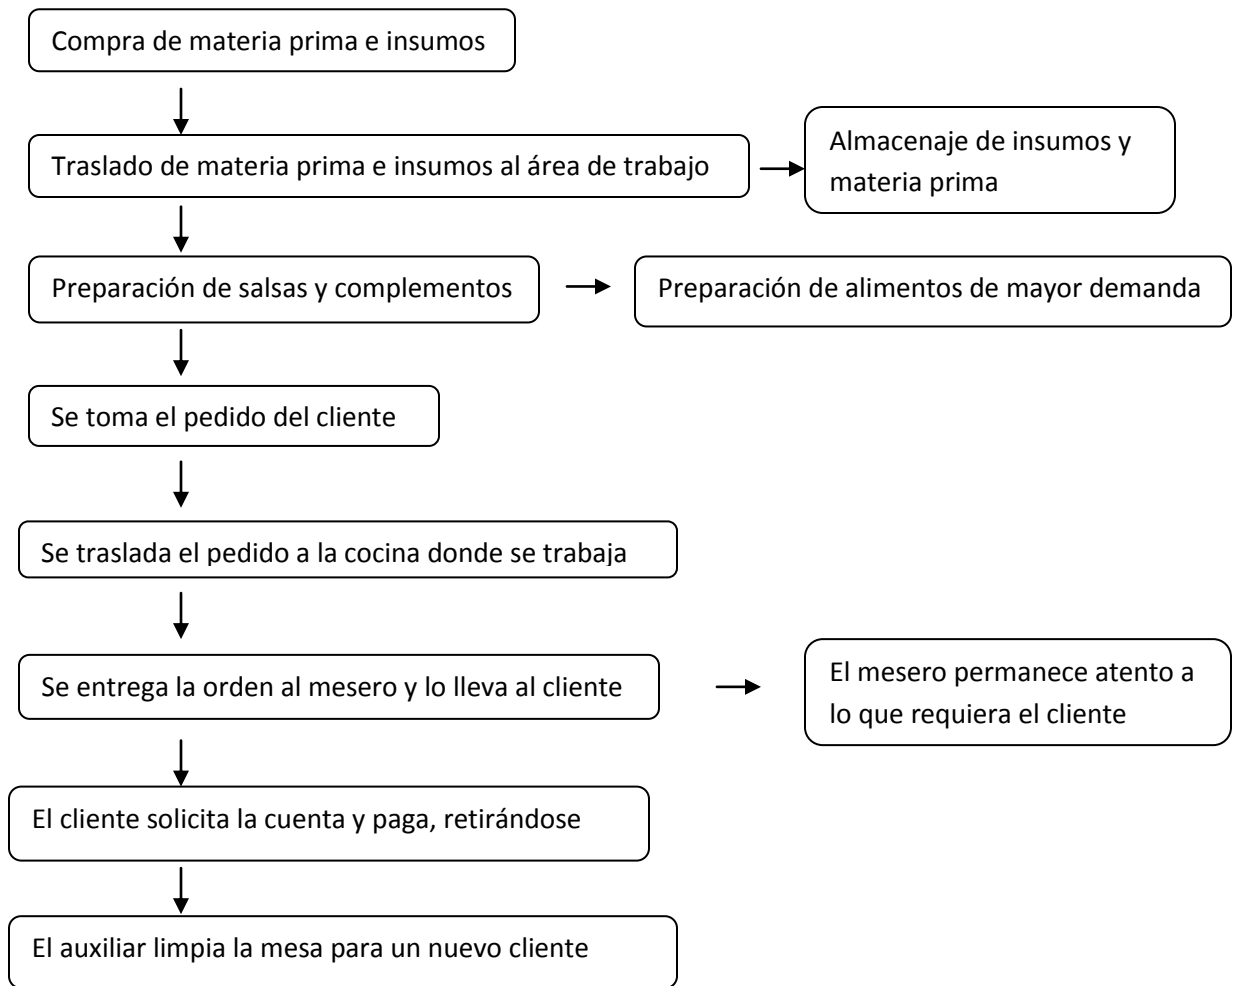 Compra de materia prima e insumos
Traslado de materia prima e insumos al área de trabajo
Almacenaje de insumos y
materia prima
Preparación de salsas y complementos
Preparación de alimentos de mayor demanda
Se toma el pedido del cliente
Se traslada el pedido a la cocina donde se trabaja
Se entrega la orden al mesero y lo lleva al cliente
El mesero permanece atento a
lo que requiera el cliente
El cliente solicita la cuenta y paga, retirándose
El auxiliar limpia la mesa para un nuevo cliente